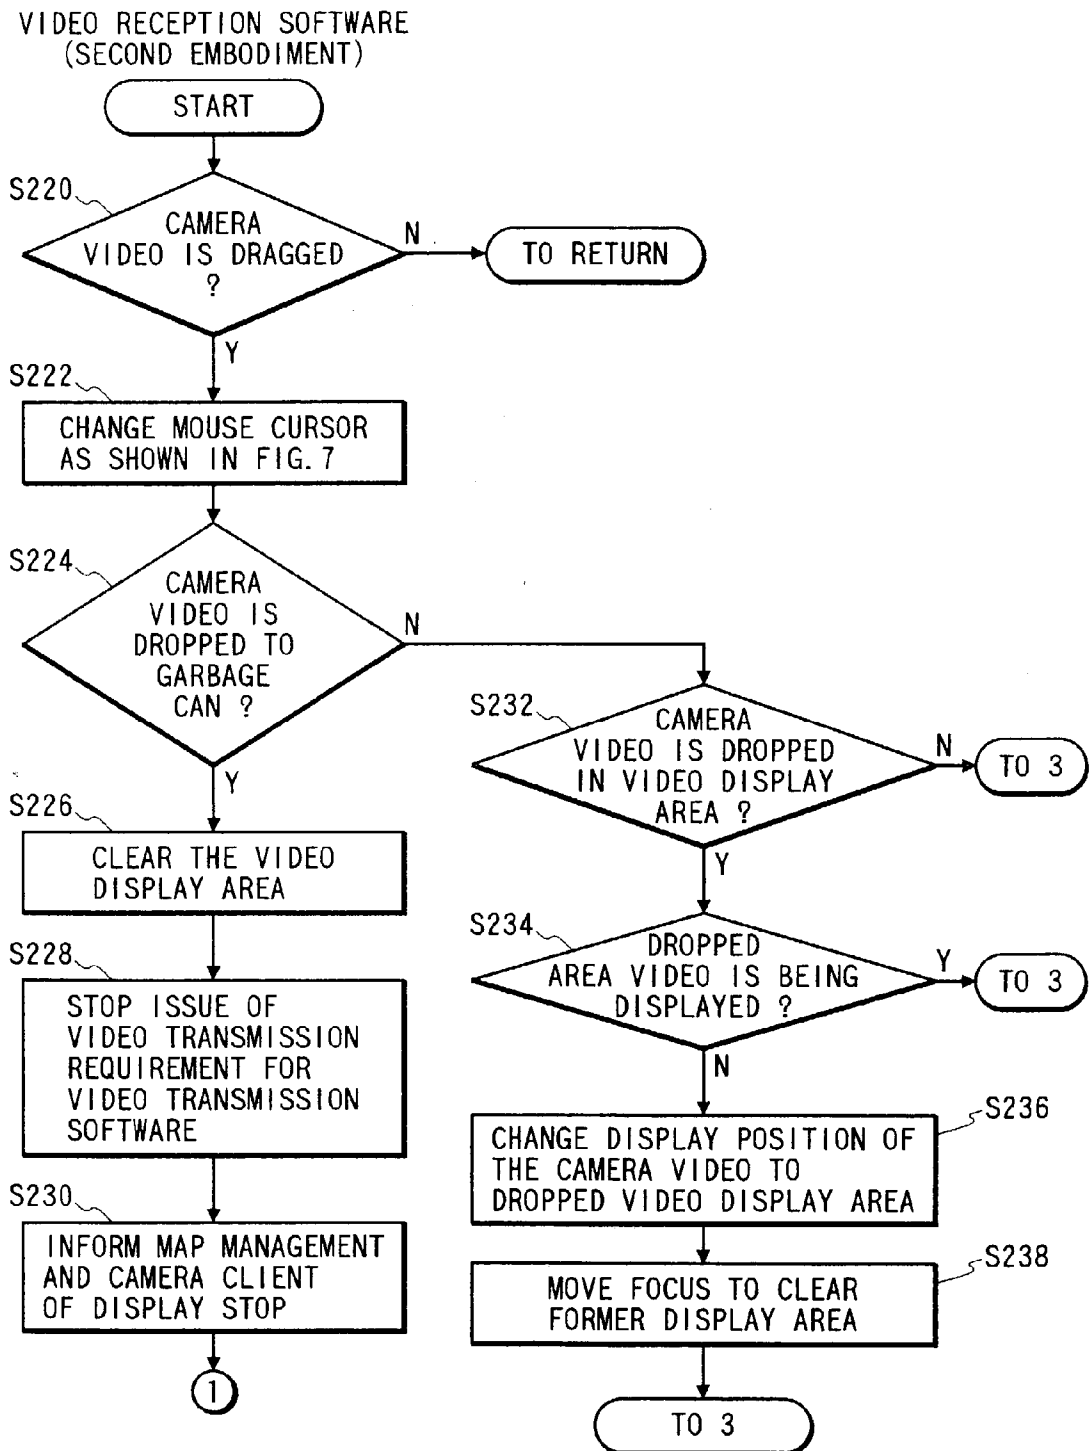 VIDEO RECEPTION SOFTWARE
(SECOND EMBODIMENT)
START
S220
CAMERA
VIDEO IS DRAGGED
?
N
TO RETURN
Y
S222
CHANGE MOUSE CURSOR
AS SHOWN IN FIG. 7
S224
CAMERA
VIDEO IS
DROPPED TO
GARBAGE
CAN ?
N
Y
S226
CLEAR THE VIDEO
DISPLAY AREA
S228
STOP ISSUE OF
VIDEO TRANSMISSION
REQUIREMENT FOR
VIDEO TRANSMISSION
SOFTWARE
S230
INFORM MAP MANAGEMENT
AND CAMERA CLIENT
OF DISPLAY STOP
1
S232
CAMERA
VIDEO IS DROPPED
IN VIDEO DISPLAY
AREA ?
N
TO 3
Y
S234
DROPPED
AREA VIDEO IS BEING
DISPLAYED ?
Y
TO 3
N
S236
CHANGE DISPLAY POSITION OF
THE CAMERA VIDEO TO
DROPPED VIDEO DISPLAY AREA
S238
MOVE FOCUS TO CLEAR
FORMER DISPLAY AREA
TO 3